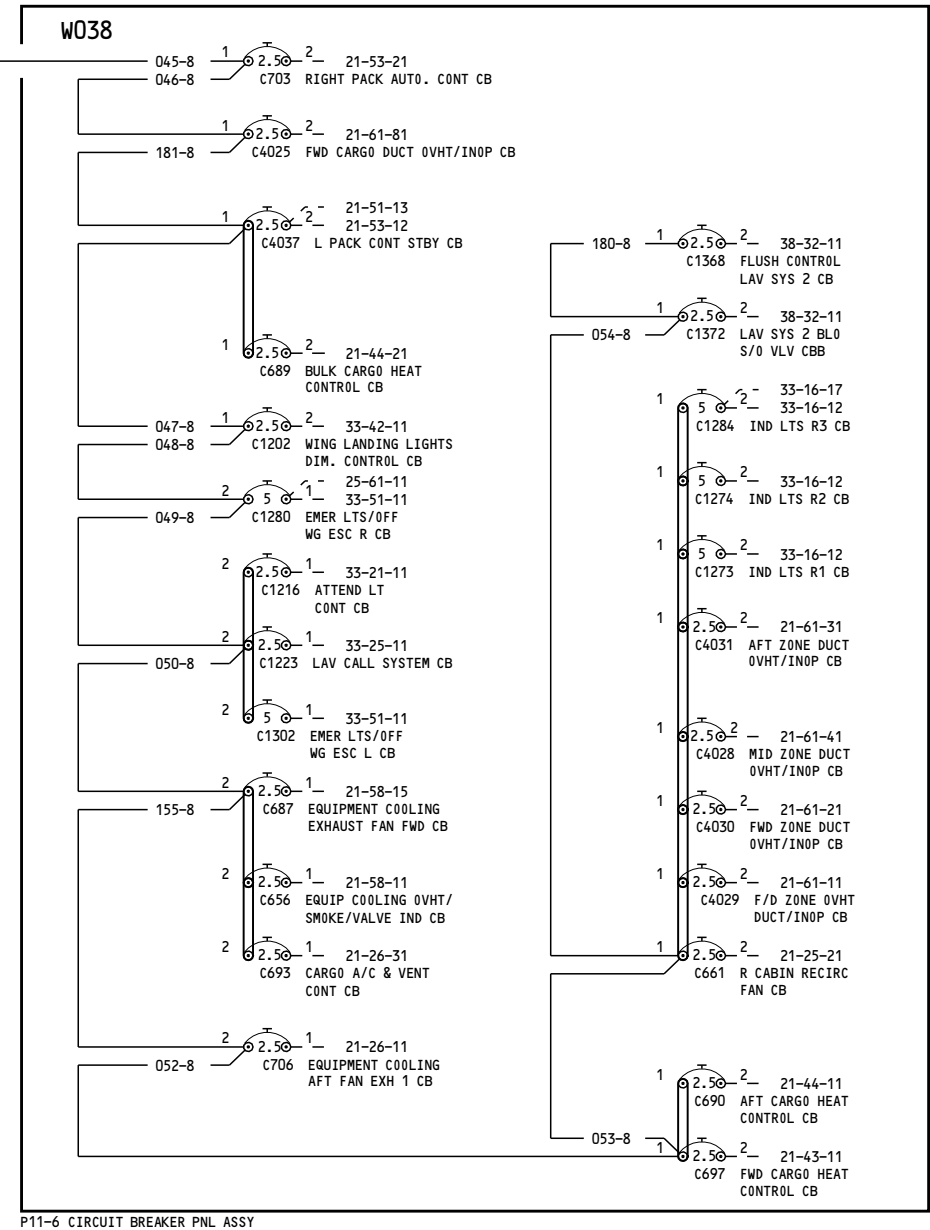 W038
045-8 1 2.5 2 21-53-21
046-8 C703 RIGHT PACK AUTO. CONT CB
1 2.5 2 21-61-81
181-8 C4025 FWD CARGO DUCT OVHT/INOP CB
21-51-13
1 2.5 2 21-53-12
C4037 L PACK CONT STBY CB
1 2.5 2 21-44-21
C689 BULK CARGO HEAT
CONTROL CB
047-8 1 2.5 2 33-42-11
048-8 C1202 WING LANDING LIGHTS
DIM. CONTROL CB
25-61-11
2 5 1 33-51-11
049-8 C1280 EMER LTS/OFF
WG ESC R CB
2 2.5 1 33-21-11
C1216 ATTEND LT
CONT CB
2 2.5 1 33-25-11
050-8 C1223 LAV CALL SYSTEM CB
2 5 1 33-51-11
C1302 EMER LTS/OFF
WG ESC L CB
2 2.5 1 21-58-15
155-8 C687 EQUIPMENT COOLING
EXHAUST FAN FWD CB
2 2.5 1 21-58-11
C656 EQUIP COOLING OVHT/
SMOKE/VALVE IND CB
2 2.5 1 21-26-31
C693 CARGO A/C & VENT
CONT CB
2 2.5 1 21-26-11
052-8 C706 EQUIPMENT COOLING
AFT FAN EXH 1 CB
180-8 1 2.5 2 38-32-11
C1368 FLUSH CONTROL
LAV SYS 2 CB
1 2.5 2 38-32-11
054-8 C1372 LAV SYS 2 BLO
S/O VLV CBB
33-16-17
1 5 2 33-16-12
C1284 IND LTS R3 CB
1 5 2 33-16-12
C1274 IND LTS R2 CB
1 5 2 33-16-12
C1273 IND LTS R1 CB
1 2.5 2 21-61-31
C4031 AFT ZONE DUCT
OVHT/INOP CB
1 2.5 2 21-61-41
C4028 MID ZONE DUCT
OVHT/INOP CB
1 2.5 2 21-61-21
C4030 FWD ZONE DUCT
OVHT/INOP CB
1 2.5 2 21-61-11
C4029 F/D ZONE OVHT
DUCT/INOP CB
1 2.5 2 21-25-21
C661 R CABIN RECIRC
FAN CB
1 2.5 2 21-44-11
C690 AFT CARGO HEAT
CONTROL CB
053-8 1 2.5 2 21-43-11
C697 FWD CARGO HEAT
CONTROL CB
P11-6 CIRCUIT BREAKER PNL ASSY